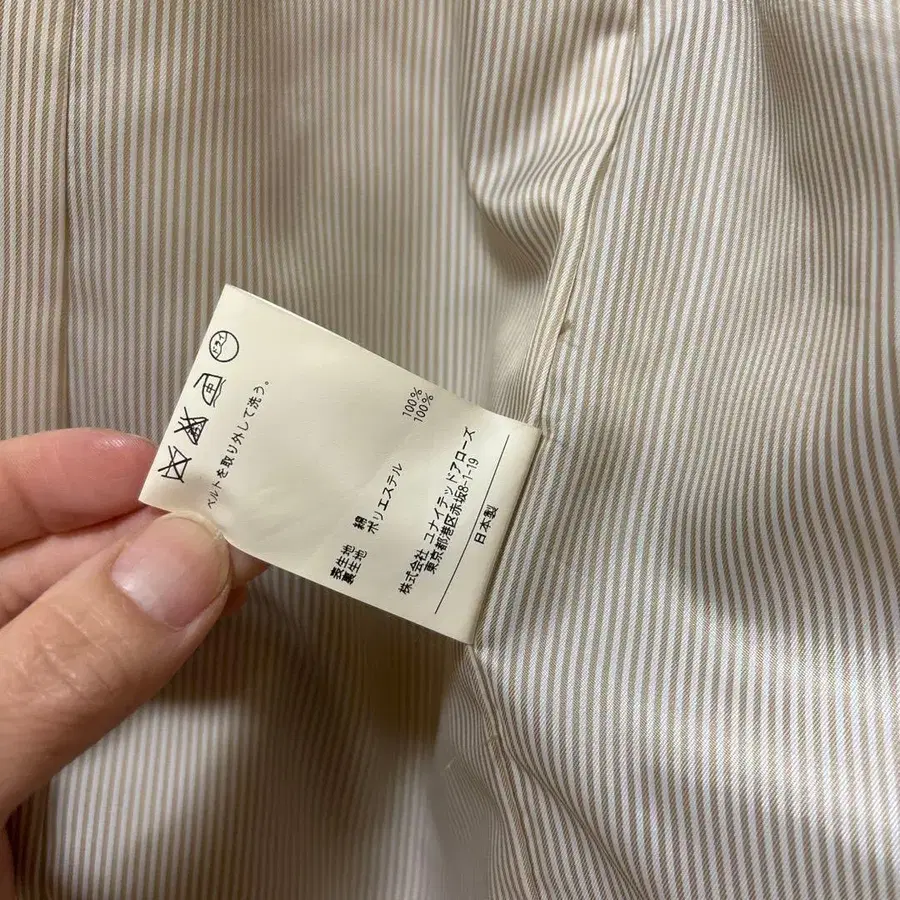 ドライ
中
ベルトを取り外して洗う。
表生地 綿 100%
裏生地 ポリエステル 100%
株式会社 ユナイテッドアローズ
東京都港区赤坂8-1-19
日本製